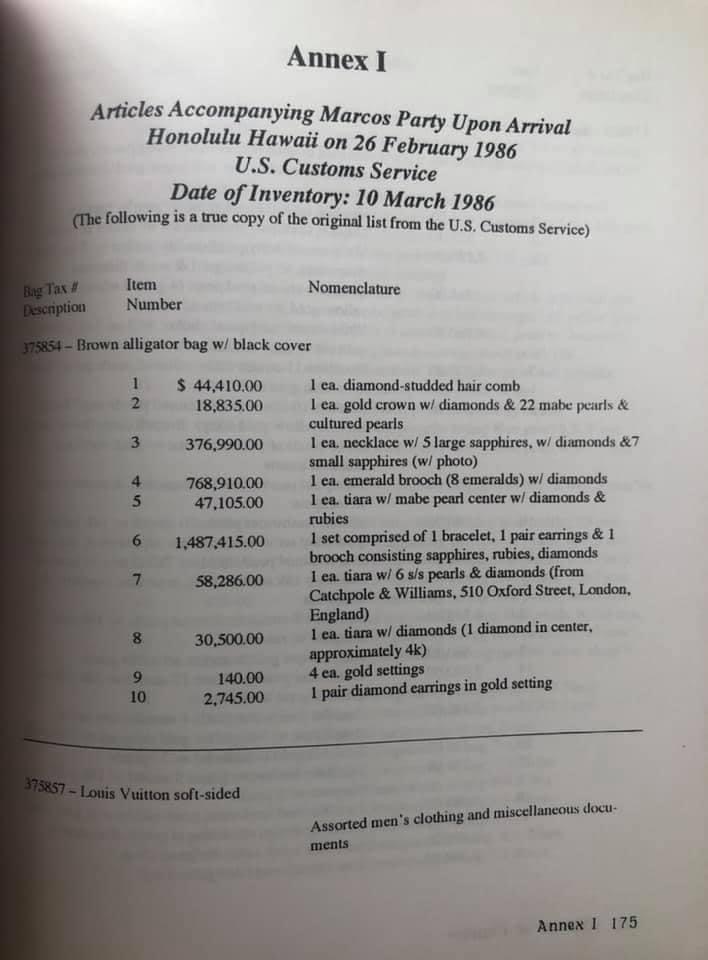 Annex I
Articles Accompanying Marcos Party Upon Arrival
Honolulu Hawaii on 26 February 1986
U.S. Customs Service
Date of Inventory: 10 March 1986
(The following is a true copy of the original list from the U.S. Customs Service)
Bag Tax # Item Nomenclature
Description Number
375854 – Brown alligator bag w/ black cover
1 $ 44,410.00 1 ea. diamond-studded hair comb
2 18,835.00 1 ea. gold crown w/ diamonds & 22 mabe pearls &
cultured pearls
3 376,990.00 1 ea. necklace w/ 5 large sapphires, w/ diamonds &7
small sapphires (w/ photo)
4 768,910.00 1 ea. emerald brooch (8 emeralds) w/ diamonds
5 47,105.00 1 ea. tiara w/ mabe pearl center w/ diamonds &
rubies
6 1,487,415.00 1 set comprised of 1 bracelet, 1 pair earrings & 1
brooch consisting sapphires, rubies, diamonds
7 58,286.00 1 ea. tiara w/ 6 s/s pearls & diamonds (from
Catchpole & Williams, 510 Oxford Street, London,
England)
8 30,500.00 1 ea. tiara w/ diamonds (1 diamond in center,
approximately 4k)
9 140.00 4 ea. gold settings
10 2,745.00 1 pair diamond earrings in gold setting
375857 – Louis Vuitton soft-sided
Assorted men's clothing and miscellaneous docu-
ments
Annex I 175